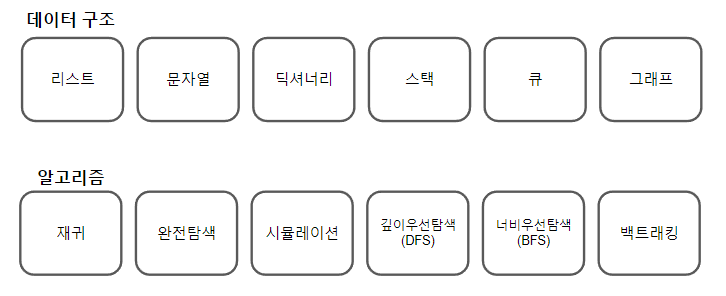 데이터 구조
리스트
문자열
딕셔너리
스택
큐
그래프
알고리즘
재귀
완전탐색
시뮬레이션
깊이우선탐색
(DFS)
너비우선탐색
(BFS)
백트래킹